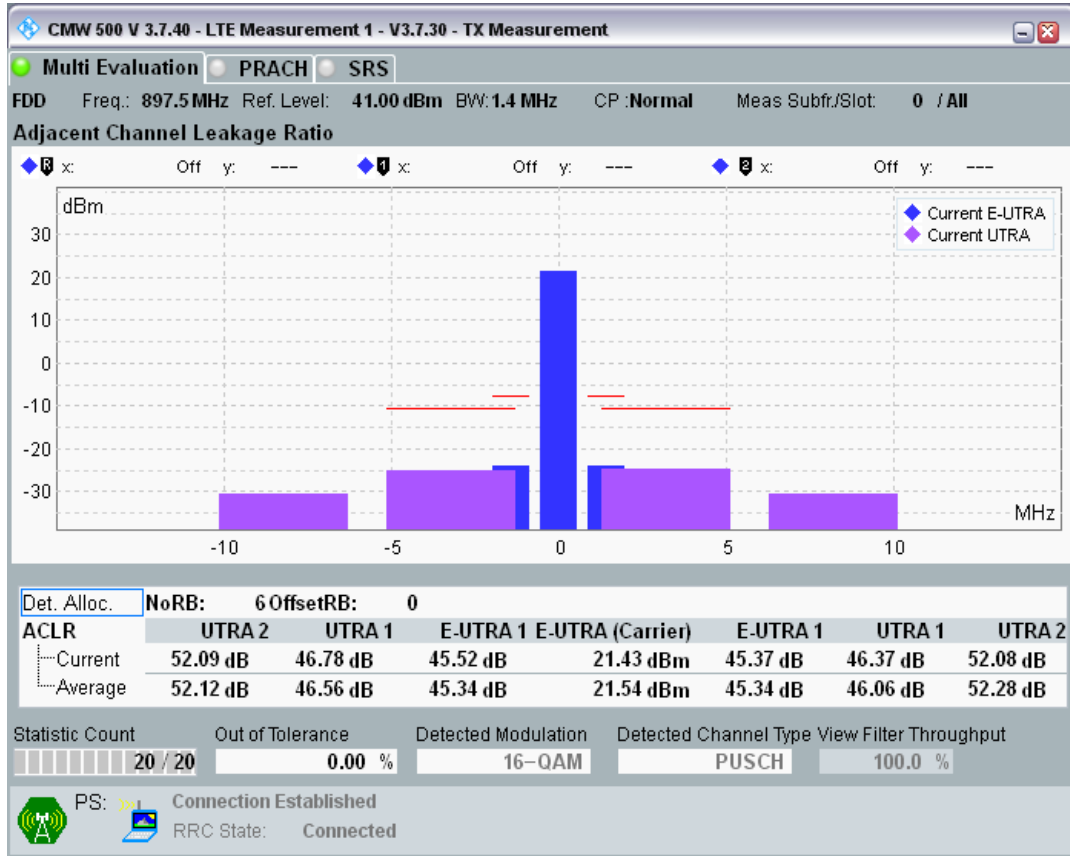 CMW 500 V 3.7.40 - LTE Measurement 1 - V3.7.30 - TX Measurement
Multi Evaluation PRACH SRS
FDD Freq.: 897.5 MHz Ref. Level: 41.00 dBm BW: 1.4 MHz CP :Normal Meas Subfr./Slot: 0 / All
Adjacent Channel Leakage Ratio
R x: Off y: --- 1 x: Off y: --- 2 x: Off y: ---
dBm
Current E-UTRA
Current UTRA
30
20
10
0
-10
-20
-30
MHz
-10 -5 0 5 10
Det. Alloc. NoRB: 6 OffsetRB: 0
ACLR UTRA 2 UTRA 1 E-UTRA 1 E-UTRA (Carrier) E-UTRA 1 UTRA 1 UTRA 2
Current 52.09 dB 46.78 dB 45.52 dB 21.43 dBm 45.37 dB 46.37 dB 52.08 dB
Average 52.12 dB 46.56 dB 45.34 dB 21.54 dBm 45.34 dB 46.06 dB 52.28 dB
Statistic Count Out of Tolerance Detected Modulation Detected Channel Type View Filter Throughput
20 / 20 0.00 % 16-QAM PUSCH 100.0 %
PS: Connection Established
RRC State: Connected